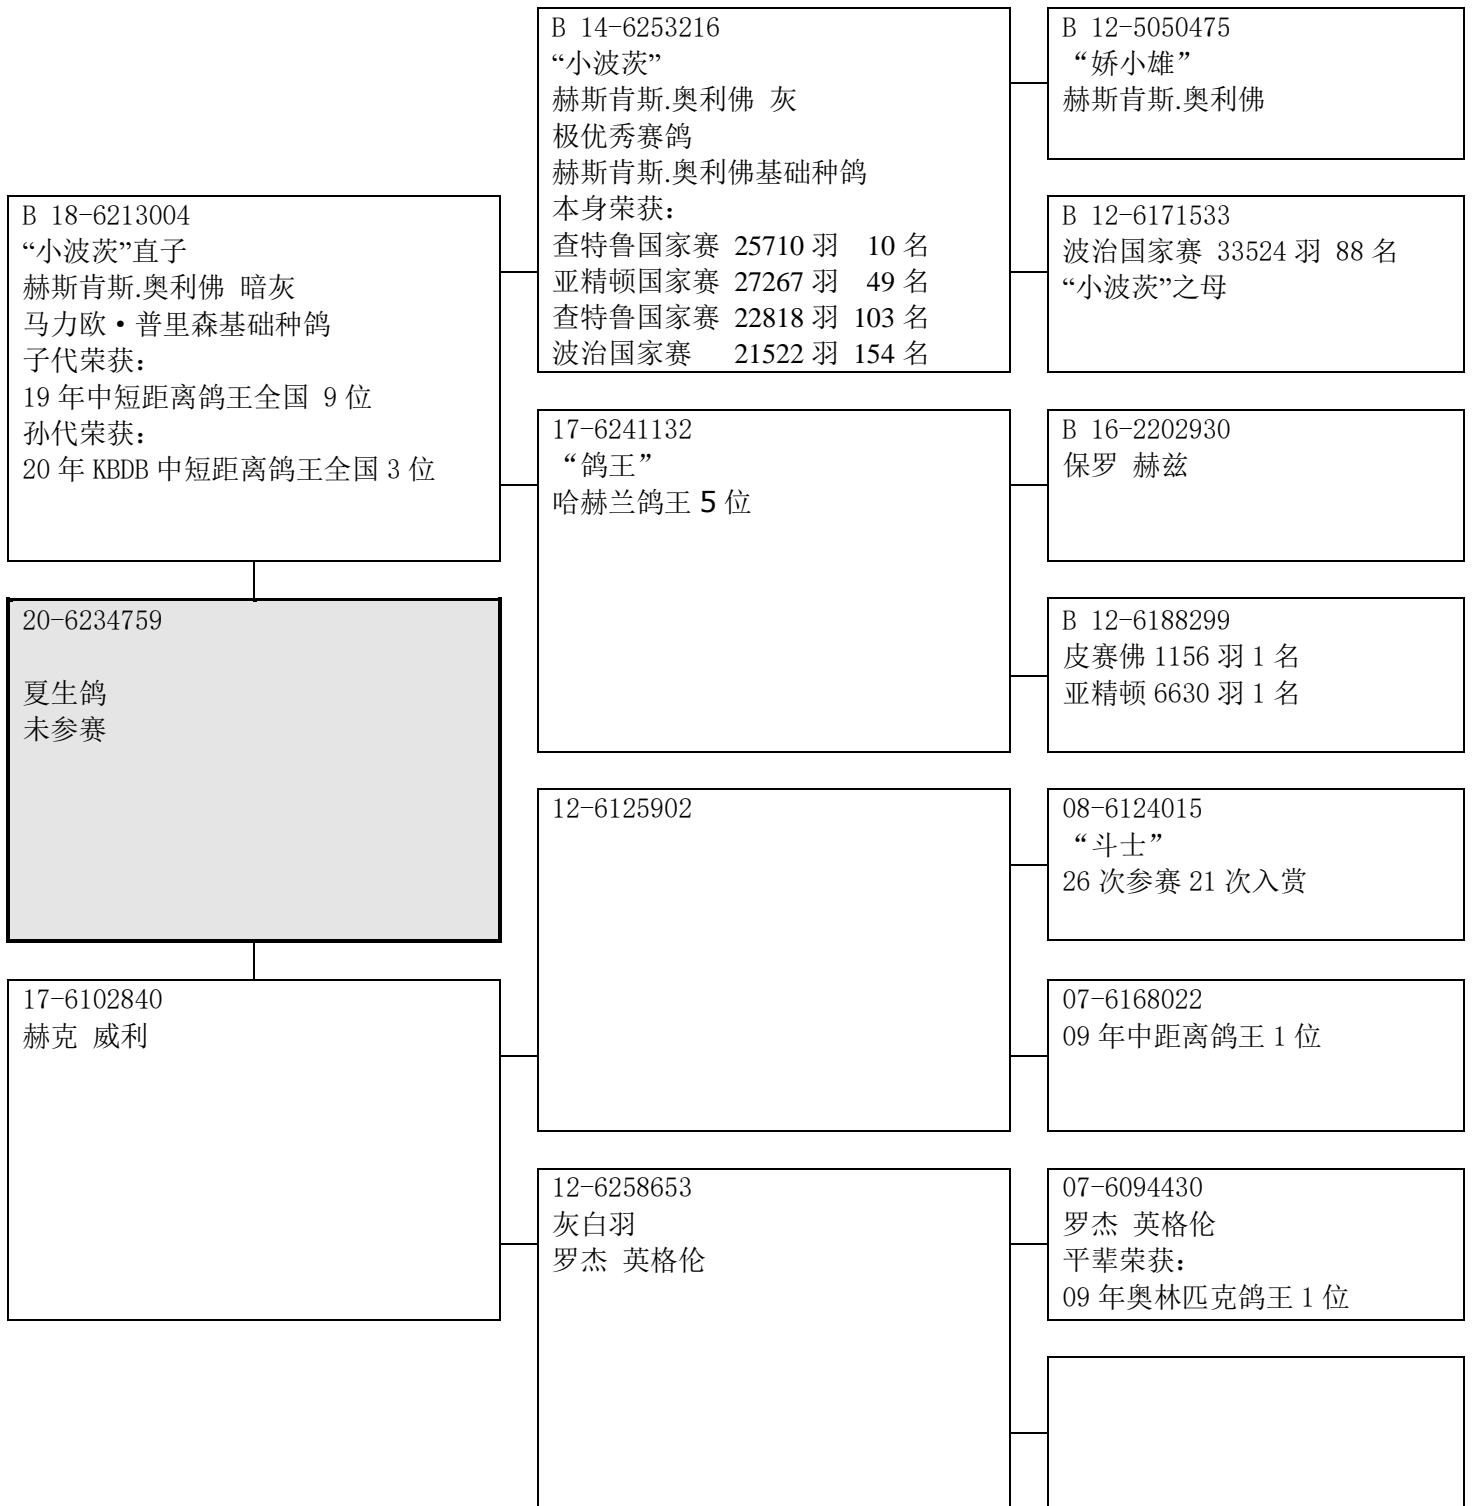 B 18-6213004
“小波茨”直子
赫斯肯斯.奥利佛 暗灰
马力欧·普里森基础种鸽
子代荣获：
19 年中短距离鸽王全国 9 位
孙代荣获：
20 年 KBDB 中短距离鸽王全国 3 位
20-6234759
夏生鸽
未参赛
17-6102840
赫克 威利
B 14-6253216
“小波茨”
赫斯肯斯.奥利佛 灰
极优秀赛鸽
赫斯肯斯.奥利佛基础种鸽
本身荣获：
查特鲁国家赛 25710 羽 10 名
亚精顿国家赛 27267 羽 49 名
查特鲁国家赛 22818 羽 103 名
波治国家赛 21522 羽 154 名
17-6241132
“鸽王”
哈赫兰鸽王 5 位
12-6125902
12-6258653
灰白羽
罗杰 英格伦
B 12-5050475
“娇小雄”
赫斯肯斯.奥利佛
B 12-6171533
波治国家赛 33524 羽 88 名
“小波茨”之母
B 16-2202930
保罗 赫兹
B 12-6188299
皮赛佛 1156 羽 1 名
亚精顿 6630 羽 1 名
08-6124015
“斗士”
26 次参赛 21 次入赏
07-6168022
09 年中距离鸽王 1 位
07-6094430
罗杰 英格伦
平辈荣获：
09 年奥林匹克鸽王 1 位